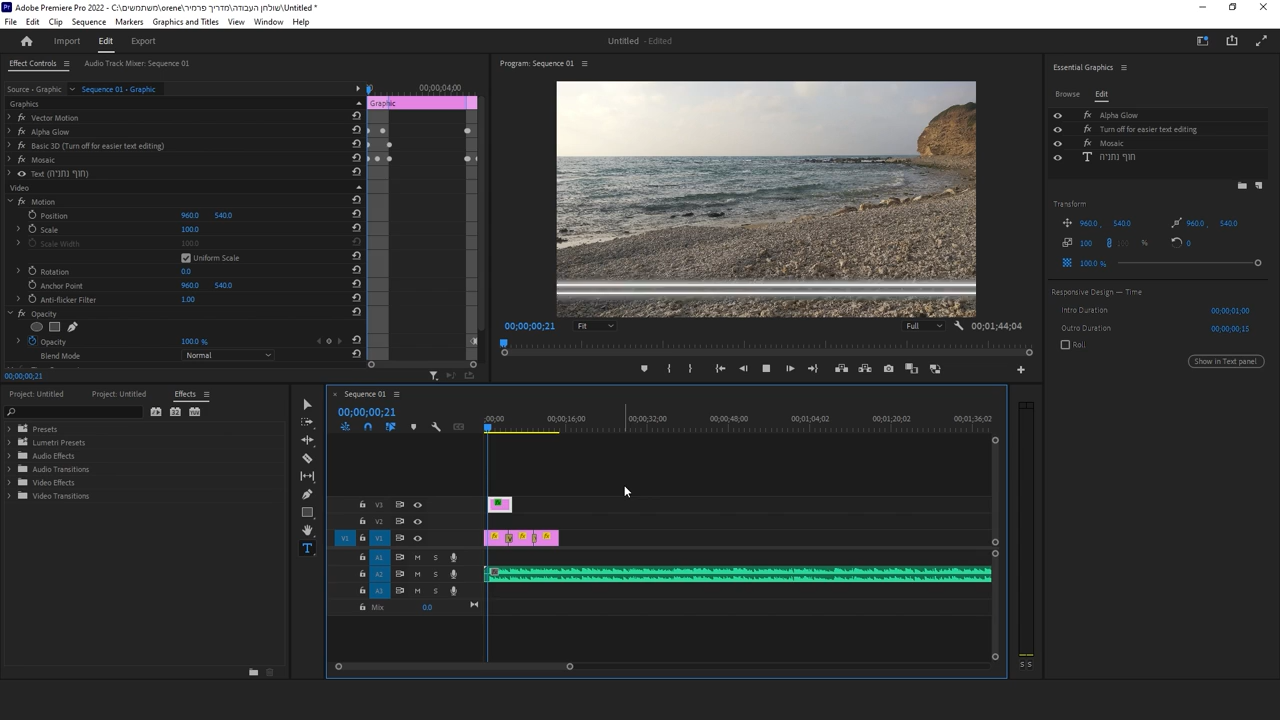 Adobe Premiere Pro 2022 - C:\משתמשים\orene\שולחן העבודה\מדריך פרמייר\Untitled *
File Edit Clip Sequence Markers Graphics and Titles View Window Help
Import Edit Export
Untitled - Edited
Effect Controls Audio Track Mixer: Sequence 01
Source • Graphic Sequence 01 • Graphic 00;00;04;00
Graphics Graphic
Vector Motion
Alpha Glow
Basic 3D (Turn off for easier text editing)
Mosaic
Text (חוף נתניה)
Video
Motion
Position 960.0 540.0
Scale 100.0
Scale Width 100.0
Uniform Scale
Rotation 0.0
Anchor Point 960.0 540.0
Anti-flicker Filter 1.00
Opacity
Opacity 100.0 %
Blend Mode Normal
00;00;00;21
Program: Sequence 01
00;00;00;21 Fit Full 00;01;44;04
Essential Graphics
Browse Edit
Alpha Glow
Turn off for easier text editing
Mosaic
חוף נתניה
Transform
960.0 , 540.0 960.0 , 540.0
100 100 % 0
100.0 %
Responsive Design — Time
Intro Duration 00;00;01;00
Outro Duration 00;00;00;15
Roll
Show in Text panel
Project: Untitled Project: Untitled Effects
Presets
Lumetri Presets
Audio Effects
Audio Transitions
Video Effects
Video Transitions
Sequence 01
00;00;00;21
;00;00 00;00;16;00 00;00;32;00 00;00;48;00 00;01;04;02 00;01;20;02 00;01;36;02
V3
V2
V1 V1
A1 M S
A2 M S
A3 M S
Mix 0.0
S S